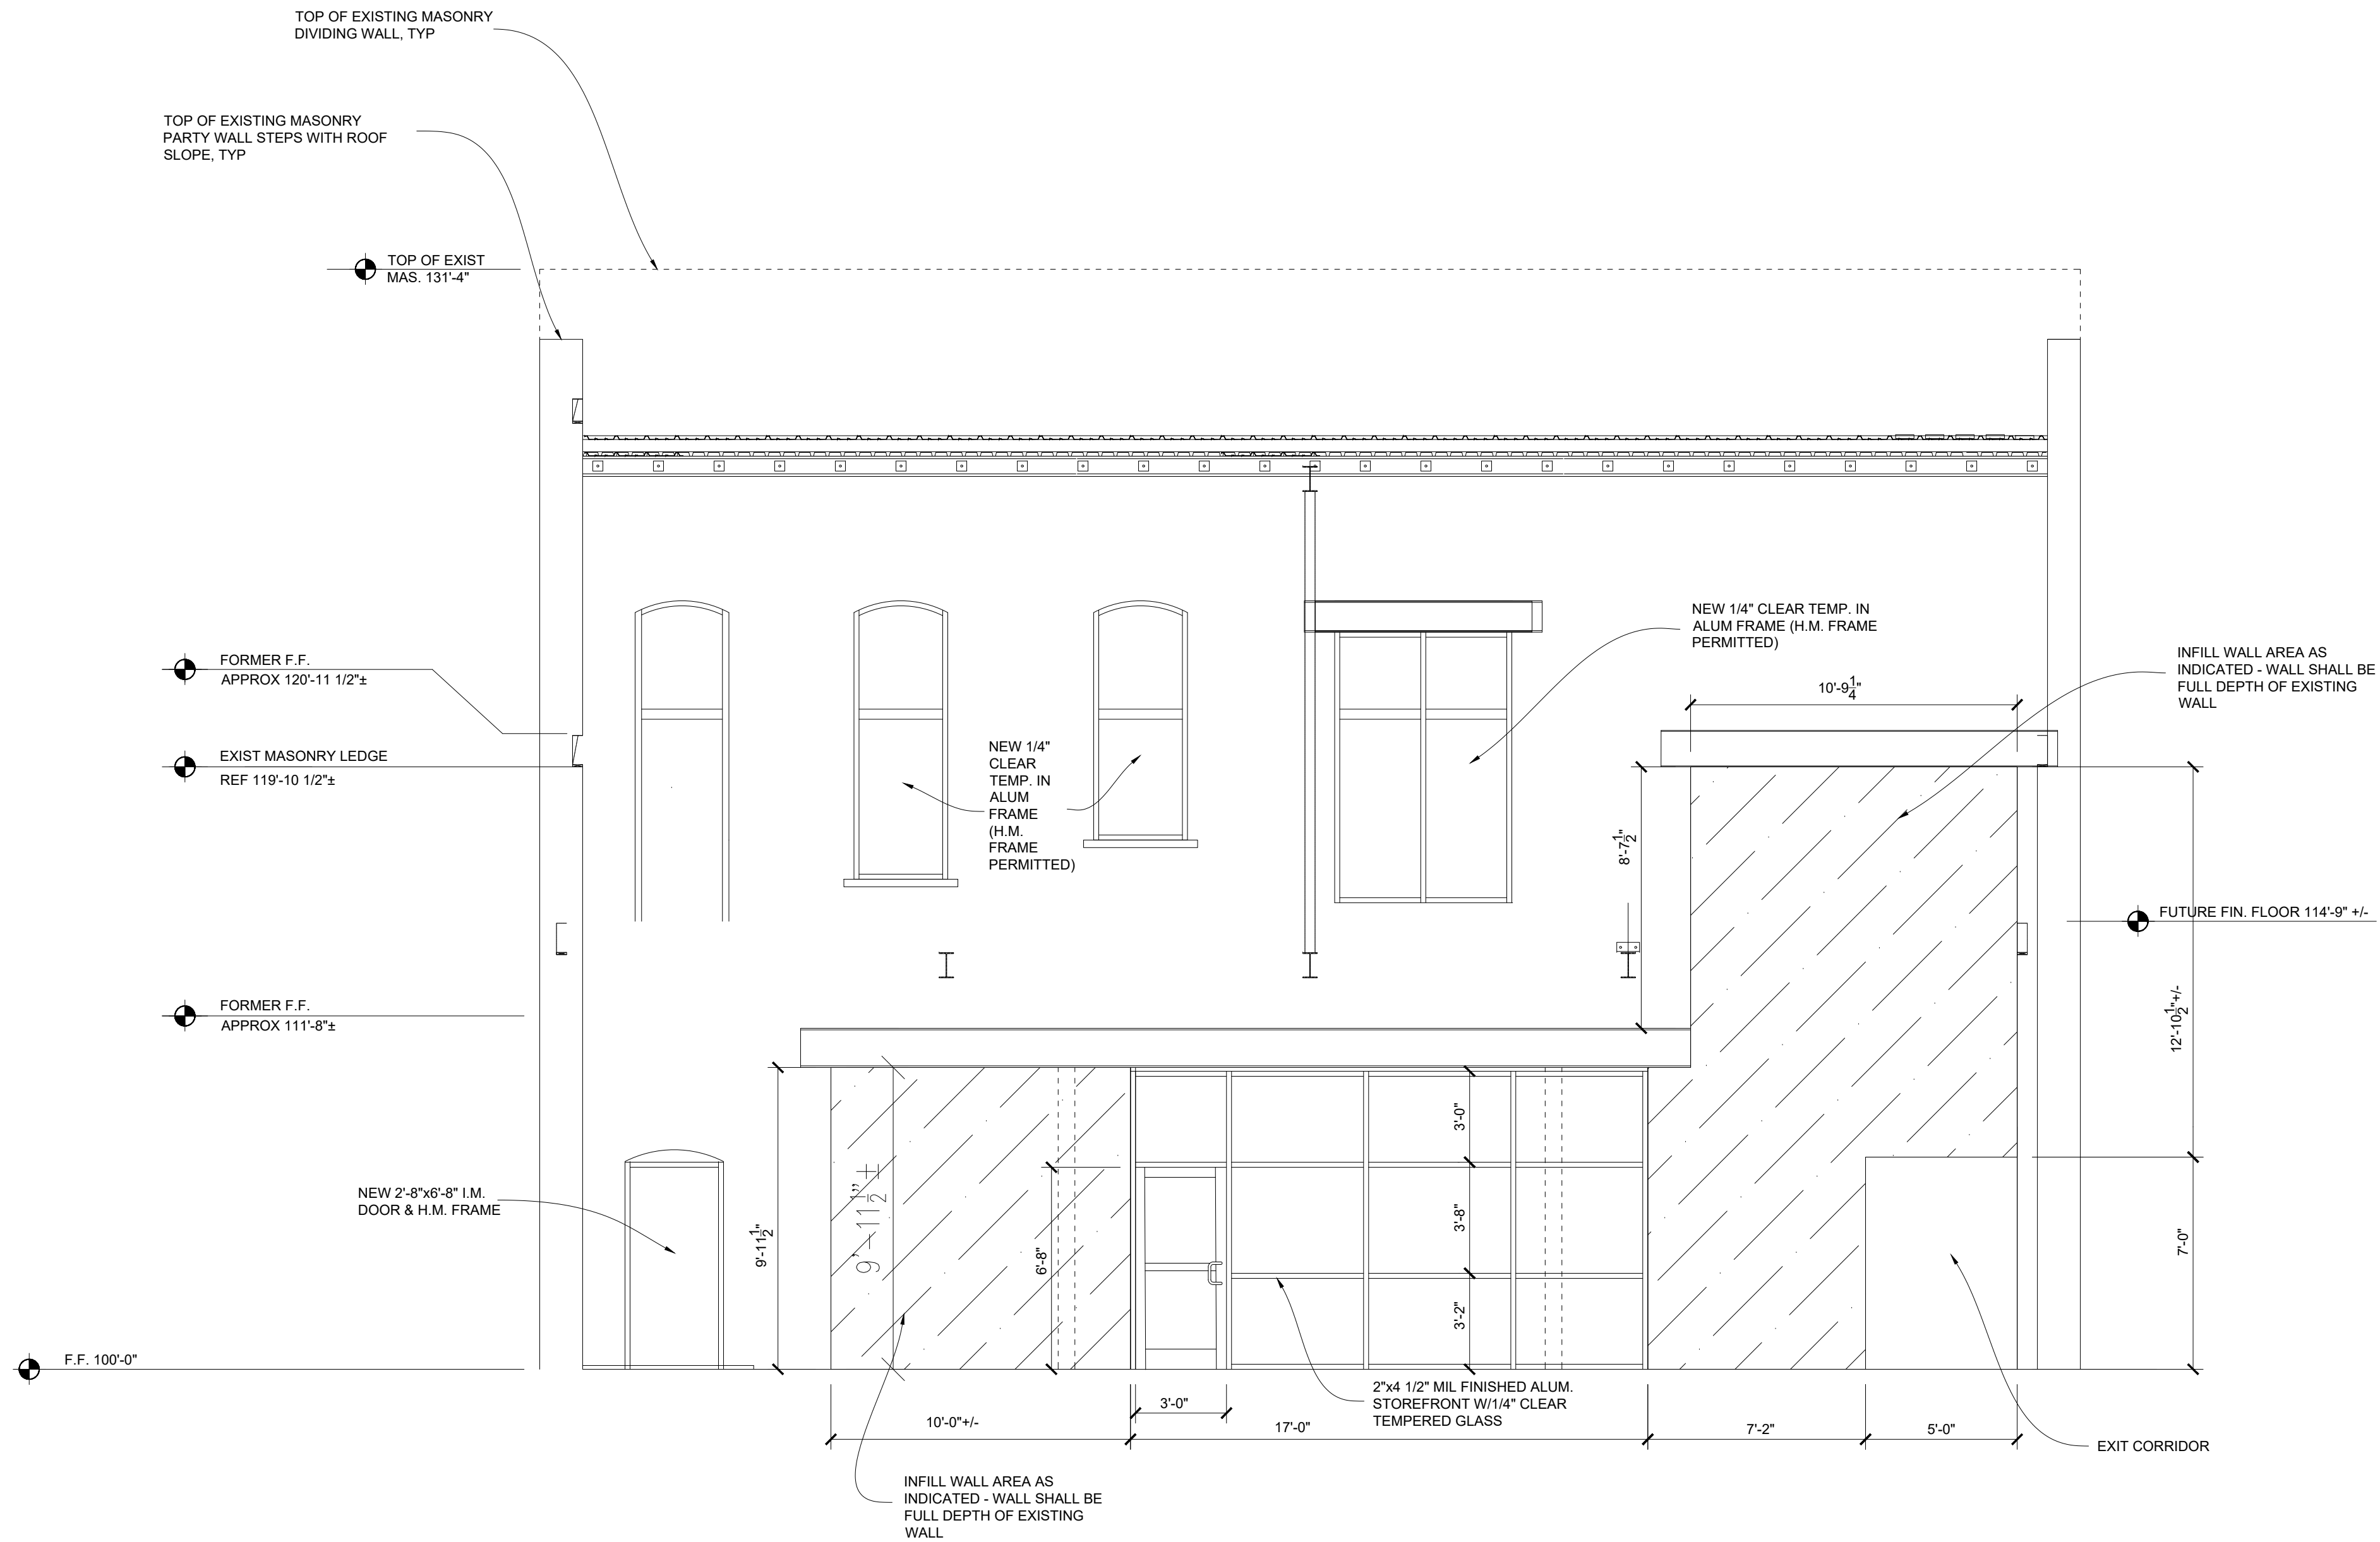 TOP OF EXISTING MASONRY
DIVIDING WALL, TYP
TOP OF EXISTING MASONRY
PARTY WALL STEPS WITH ROOF
SLOPE, TYP
TOP OF EXIST
MAS. 131'-4"
NEW 1/4" CLEAR TEMP. IN
ALUM FRAME (H.M. FRAME
PERMITTED)
INFILL WALL AREA AS
INDICATED - WALL SHALL BE
FULL DEPTH OF EXISTING
WALL
FORMER F.F.
APPROX 120'-11 1/2"±
10'-9 1/4"
EXIST MASONRY LEDGE
REF 119'-10 1/2"±
NEW 1/4"
CLEAR
TEMP. IN
ALUM
FRAME
(H.M.
FRAME
PERMITTED)
8'-7 1/2"
FUTURE FIN. FLOOR 114'-9" +/-
FORMER F.F.
APPROX 111'-8"±
12'-10 1/2"+/-
NEW 2'-8"x6'-8" I.M.
DOOR & H.M. FRAME
9'-11 1/2"
9'-11 1/2"±
6'-8"
3'-0"
3'-8"
3'-2"
7'-0"
F.F. 100'-0"
2"x4 1/2" MIL FINISHED ALUM.
STOREFRONT W/1/4" CLEAR
TEMPERED GLASS
3'-0"
10'-0"+/-
17'-0"
7'-2"
5'-0"
EXIT CORRIDOR
INFILL WALL AREA AS
INDICATED - WALL SHALL BE
FULL DEPTH OF EXISTING
WALL